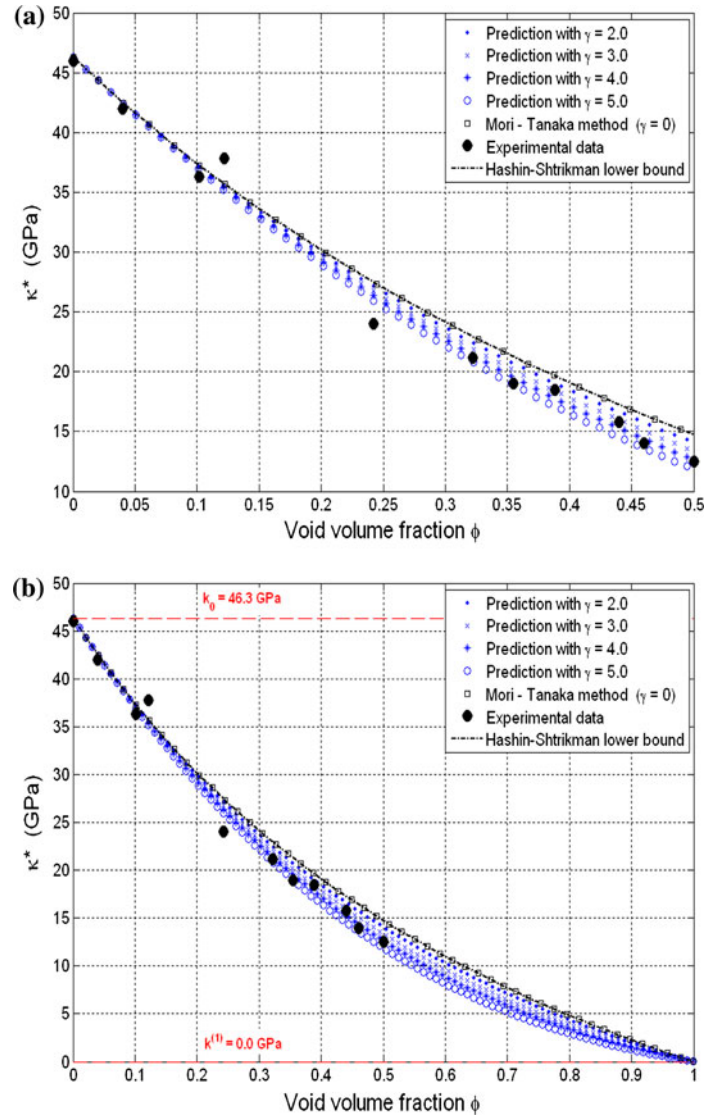 (a)
50
45
40
35
30
25
20
15
10
κ* (GPa)
0 0.05 0.1 0.15 0.2 0.25 0.3 0.35 0.4 0.45 0.5
Void volume fraction ϕ
Prediction with γ = 2.0
Prediction with γ = 3.0
Prediction with γ = 4.0
Prediction with γ = 5.0
Mori - Tanaka method (γ = 0)
Experimental data
Hashin-Shtrikman lower bound
(b)
50
45
40
35
30
25
20
15
10
5
0
κ* (GPa)
k0 = 46.3 GPa
k(1) = 0.0 GPa
0 0.1 0.2 0.3 0.4 0.5 0.6 0.7 0.8 0.9 1
Void volume fraction ϕ
Prediction with γ = 2.0
Prediction with γ = 3.0
Prediction with γ = 4.0
Prediction with γ = 5.0
Mori - Tanaka method (γ = 0)
Experimental data
Hashin-Shtrikman lower bound